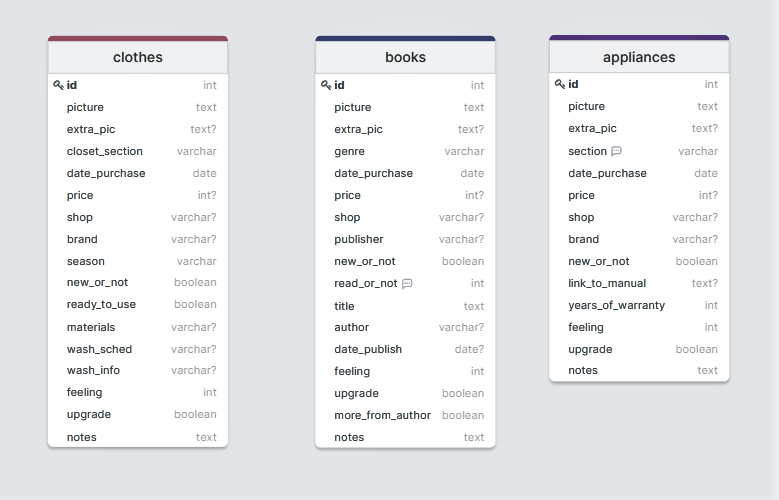 clothes
id int
picture text
extra_pic text?
closet_section varchar
date_purchase date
price int?
shop varchar?
brand varchar?
season varchar
new_or_not boolean
ready_to_use boolean
materials varchar?
wash_sched varchar?
wash_info varchar?
feeling int
upgrade boolean
notes text
books
id int
picture text
extra_pic text?
genre varchar
date_purchase date
price int?
shop varchar?
publisher varchar?
new_or_not boolean
read_or_not int
title text
author varchar?
date_publish date?
feeling int
upgrade boolean
more_from_author boolean
notes text
appliances
id int
picture text
extra_pic text?
section varchar
date_purchase date
price int?
shop varchar?
brand varchar?
new_or_not boolean
link_to_manual text?
years_of_warranty int
feeling int
upgrade boolean
notes text